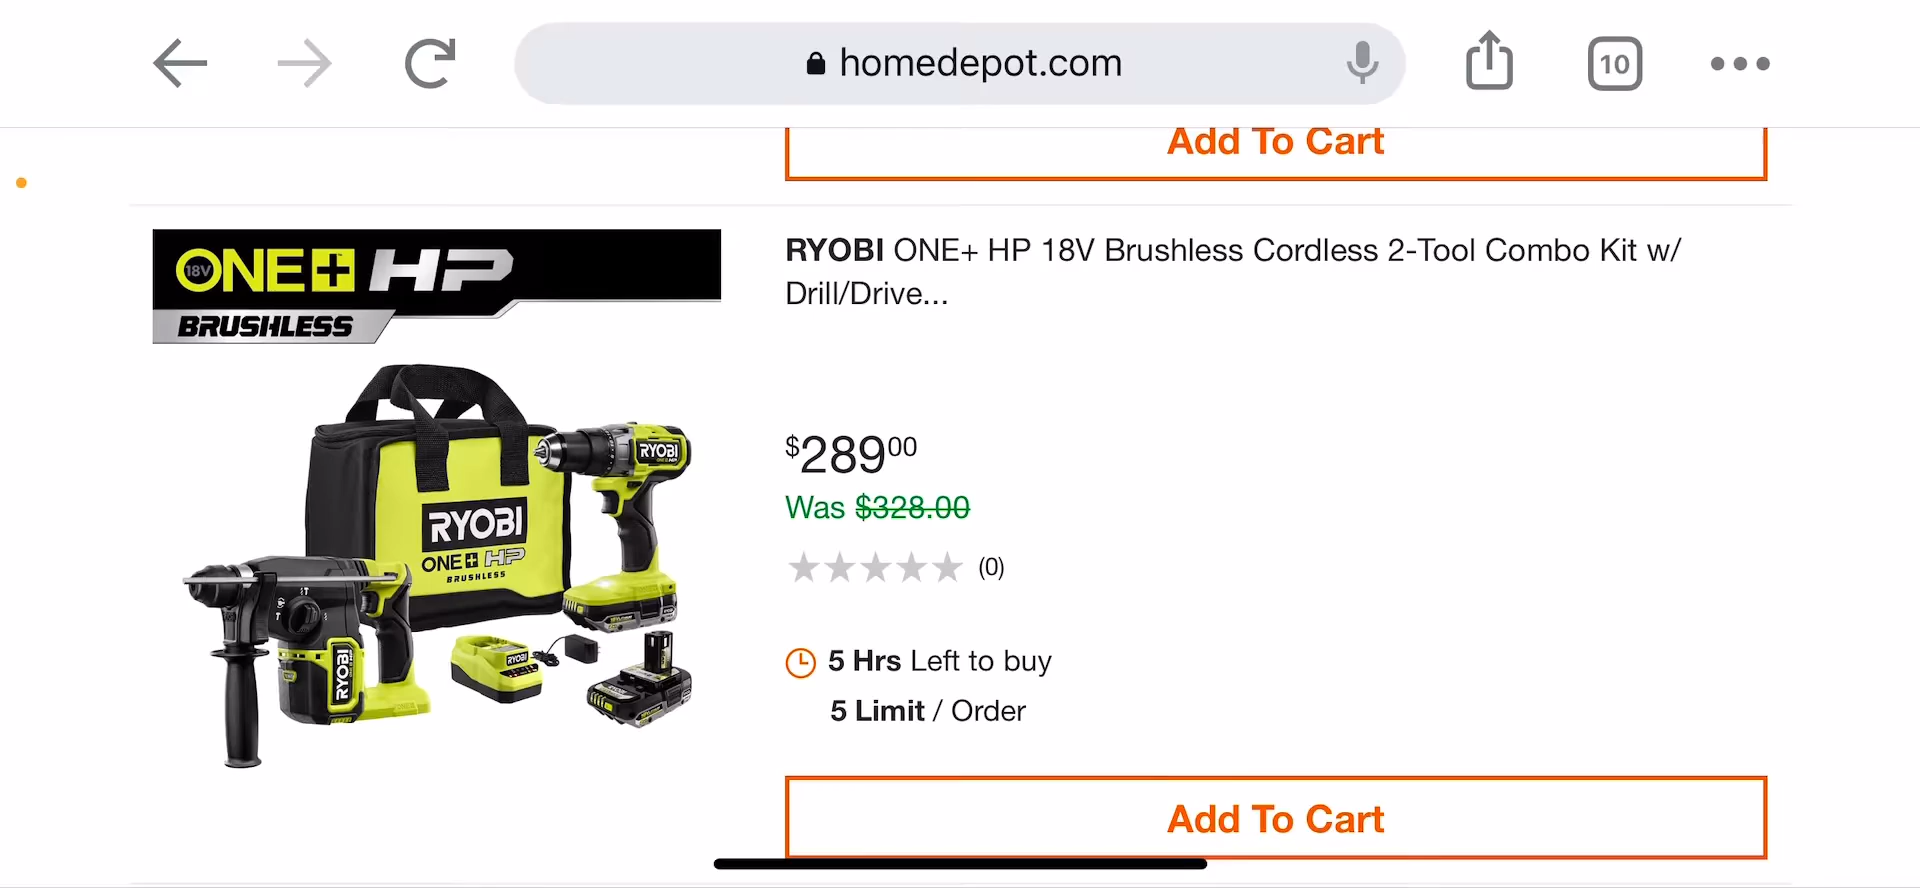 homedepot.com
10
Add To Cart
18V ONE+ HP
BRUSHLESS
RYOBI ONE+ HP 18V Brushless Cordless 2-Tool Combo Kit w/
Drill/Drive...
RYOBI
RYOBI
ONE+ HP
BRUSHLESS
RYOBI
RYOBI
RYOBI
$28900
Was $328.00
(0)
5 Hrs Left to buy
5 Limit / Order
Add To Cart